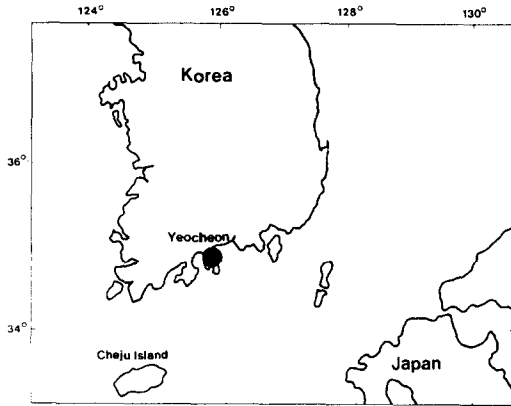 124° 126° 128° 130°
Korea
36°
Yeocheon
34°
Cheju Island
Japan